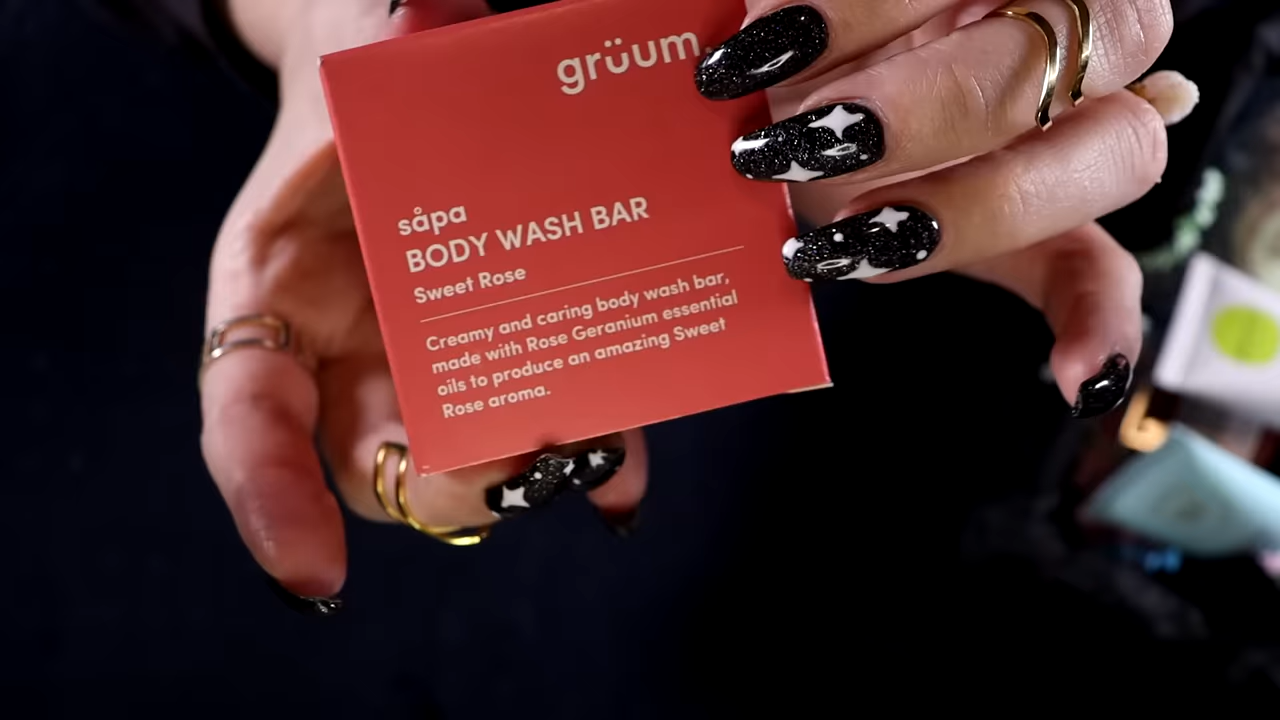 grüum.
såpa
BODY WASH BAR
Sweet Rose
Creamy and caring body wash bar,
made with Rose Geranium essential
oils to produce an amazing Sweet
Rose aroma.